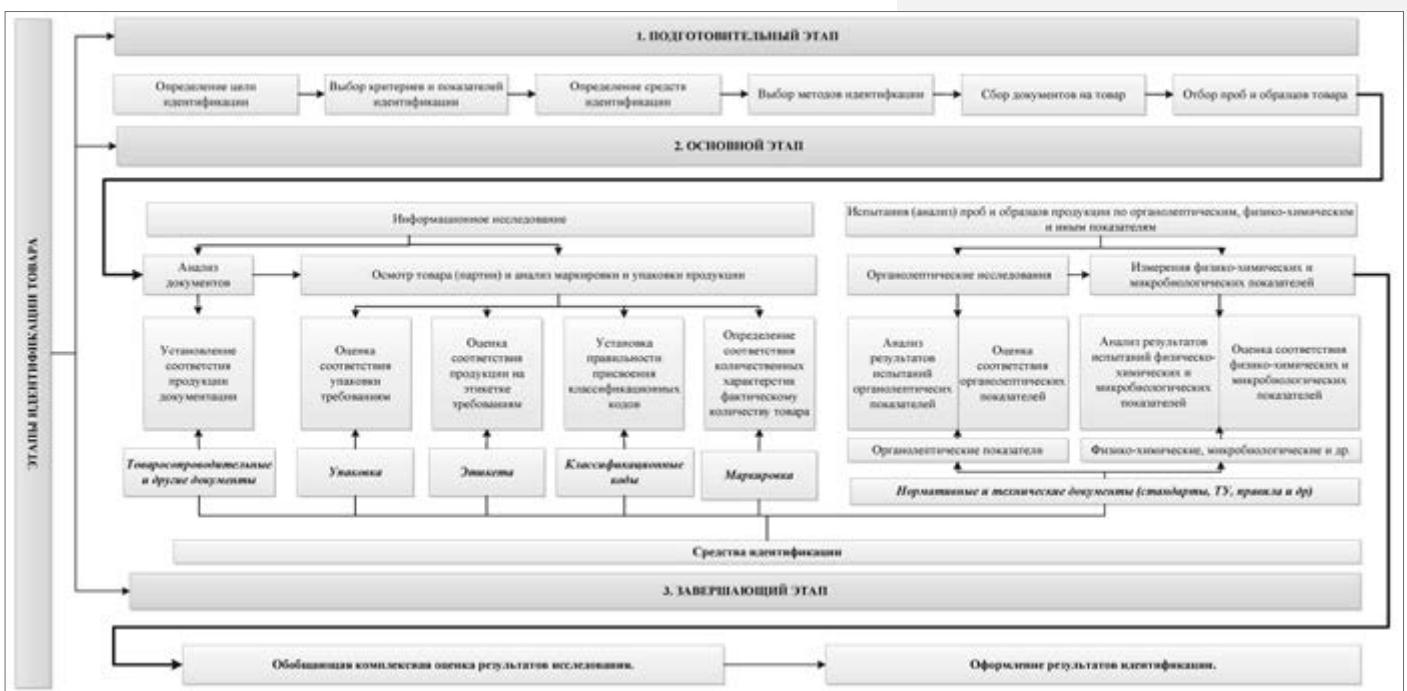 ЭТАПЫ ИДЕНТИФИКАЦИИ ТОВАРА
1. ПОДГОТОВИТЕЛЬНЫЙ ЭТАП
Определение цели
идентификации
Выбор критериев и показателей
идентификации
Определение средств
идентификации
Выбор методов идентифкации
Сбор документов на товар
Отбор проб и образцов товара
2. ОСНОВНОЙ ЭТАП
Информационное исследование
Испытания (анализ) проб и образцов продукции по органолептическим, физико-химическим
и иным показателям
Анализ
документов
Осмотр товара (партии) и анализ маркировки и упаковки продукции
Органолептические исследования
Измерения физико-химических и
микробиологических показателей
Установление
соответстия
продукции
документации
Оценка
соответствия
упаковки
требованиям
Оценка
соответствия
продукции на
этикетке
требованиям
Установка
правильности
присвоения
классификационных
кодов
Определение
соответствия
количественных
характерстик
фактическому
количеству товара
Анализ
результатов
испытаний
органолептичеcих
показателей
Оценка
соответствия
органолептических
показателей
Анализ результатов
испытаний физическо-
химических и
микробиологических
показателей
Оценка соответствия
физико-химических и
микробиологических
показателей
Товаросопроводительные
и другие документы
Упаковка
Этикета
Классификационные
коды
Маркировка
Органолептические показатели
Физико-химические, микробиологические и др.
Нормативные и технические документы (стандарты, ТУ, правила и др)
Средства идентификации
3. ЗАВЕРШАЮЩИЙ ЭТАП
Обобщающая комплексная оценка результатов исследования.
Оформление результатов идентификации.